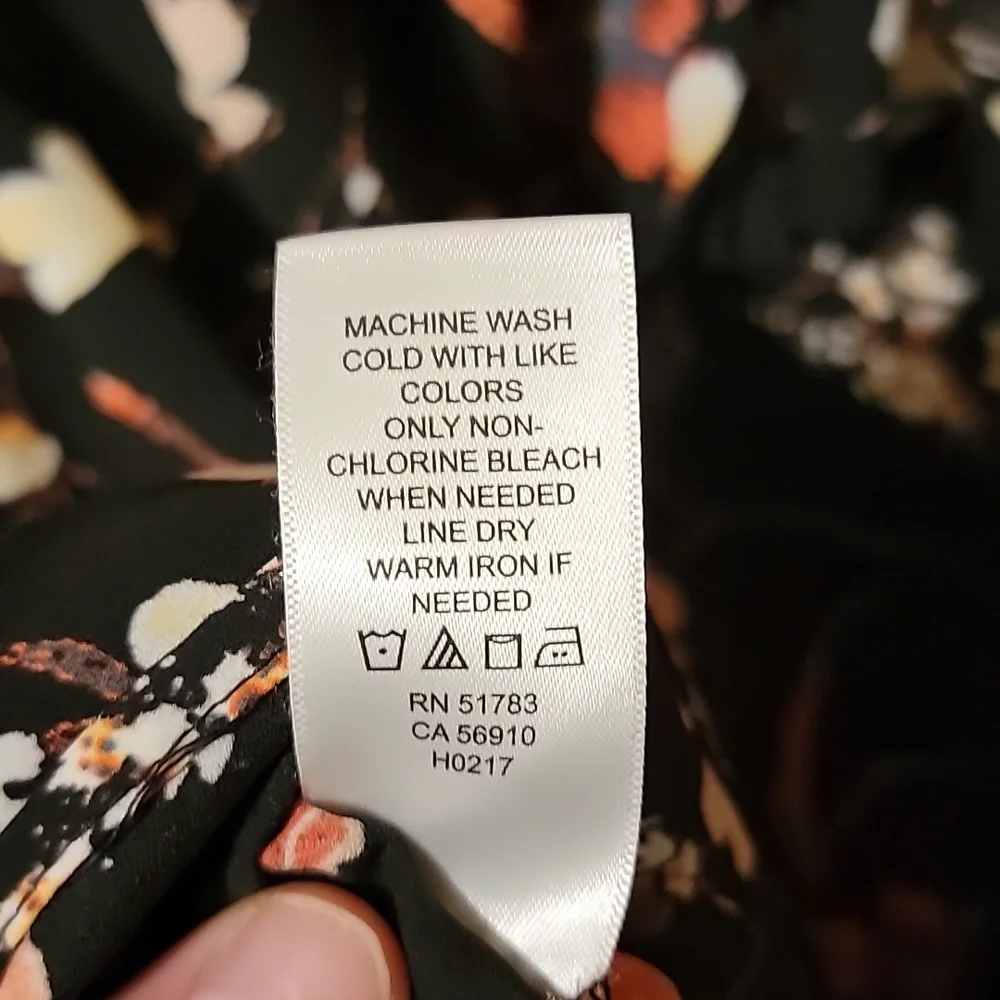 MACHINE WASH
COLD WITH LIKE
COLORS
ONLY NON-
CHLORINE BLEACH
WHEN NEEDED
LINE DRY
WARM IRON IF
NEEDED
RN 51783
CA 56910
H0217